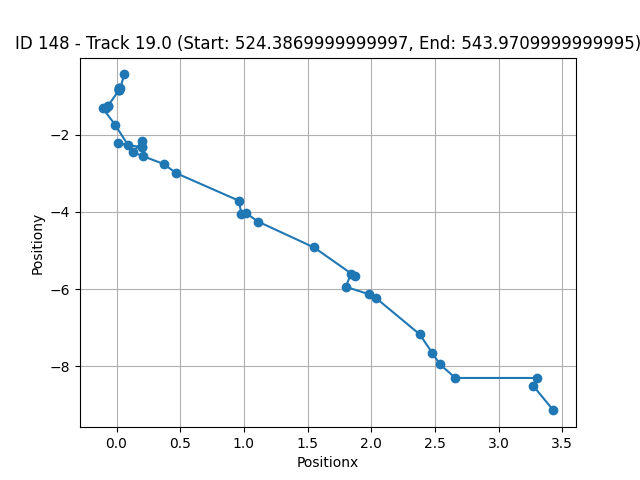 ID 148 - Track 19.0 (Start: 524.3869999999997, End: 543.9709999999995)
Positiony
−2
−4
−6
−8
0.0 0.5 1.0 1.5 2.0 2.5 3.0 3.5
Positionx